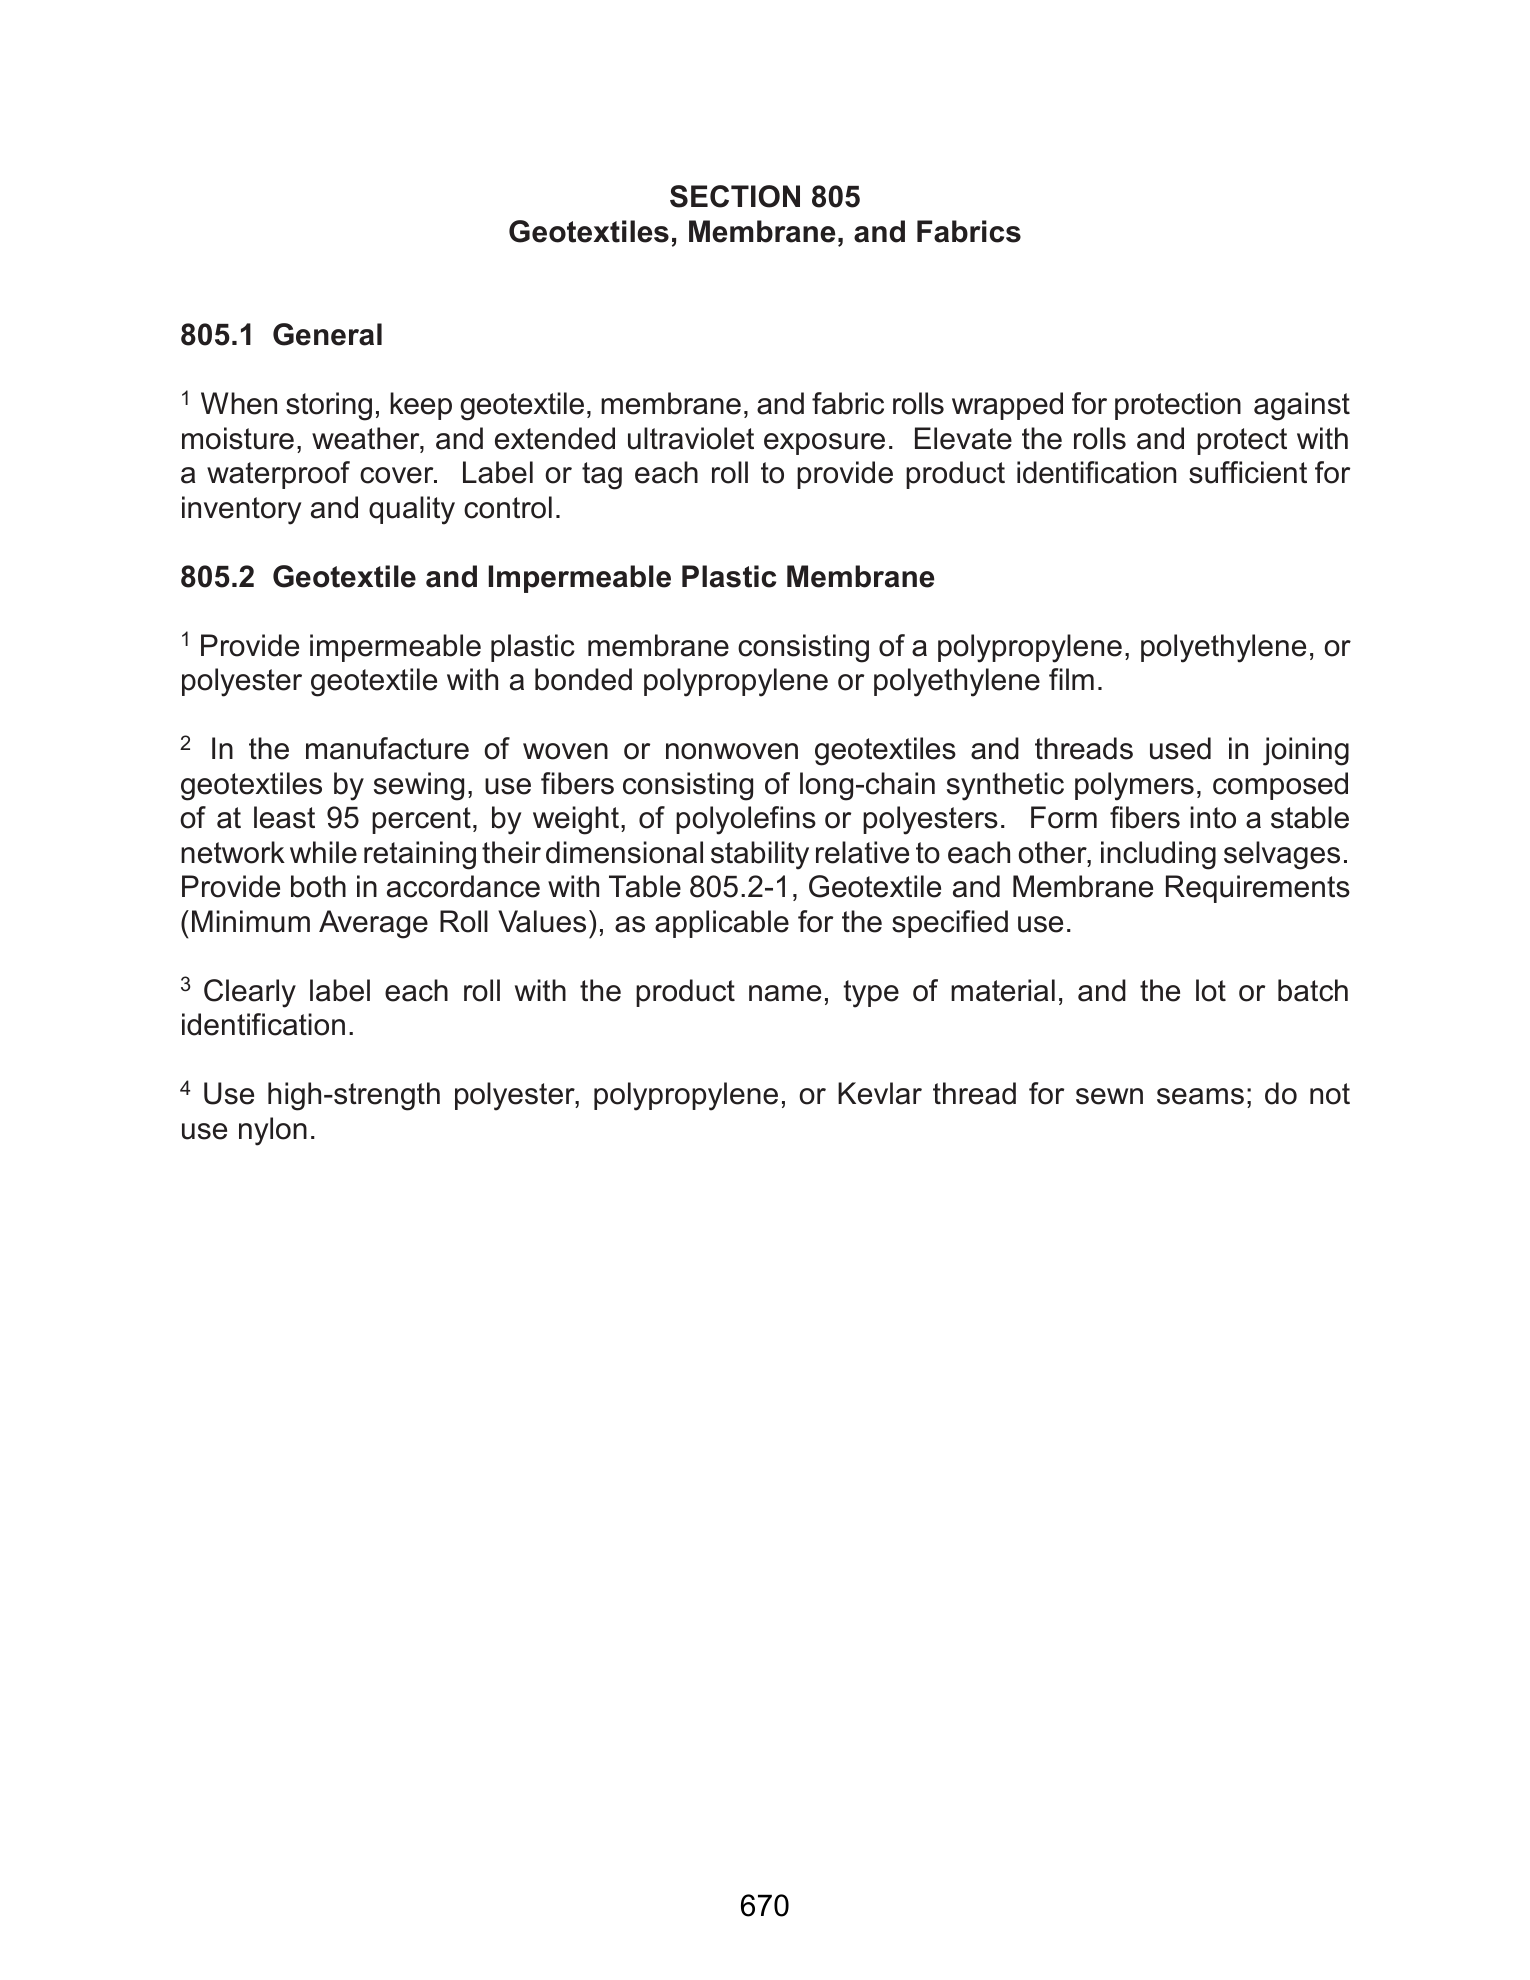 SECTION 805
Geotextiles, Membrane, and Fabrics
805.1 General
1 When storing, keep geotextile, membrane, and fabric rolls wrapped for protection against
moisture, weather, and extended ultraviolet exposure. Elevate the rolls and protect with
a waterproof cover. Label or tag each roll to provide product identification sufficient for
inventory and quality control.
805.2 Geotextile and Impermeable Plastic Membrane
1 Provide impermeable plastic membrane consisting of a polypropylene, polyethylene, or
polyester geotextile with a bonded polypropylene or polyethylene film.
2 In the manufacture of woven or nonwoven geotextiles and threads used in joining
geotextiles by sewing, use fibers consisting of long-chain synthetic polymers, composed
of at least 95 percent, by weight, of polyolefins or polyesters. Form fibers into a stable
network while retaining their dimensional stability relative to each other, including selvages.
Provide both in accordance with Table 805.2-1, Geotextile and Membrane Requirements
(Minimum Average Roll Values), as applicable for the specified use.
3 Clearly label each roll with the product name, type of material, and the lot or batch
identification.
4 Use high-strength polyester, polypropylene, or Kevlar thread for sewn seams; do not
use nylon.
670